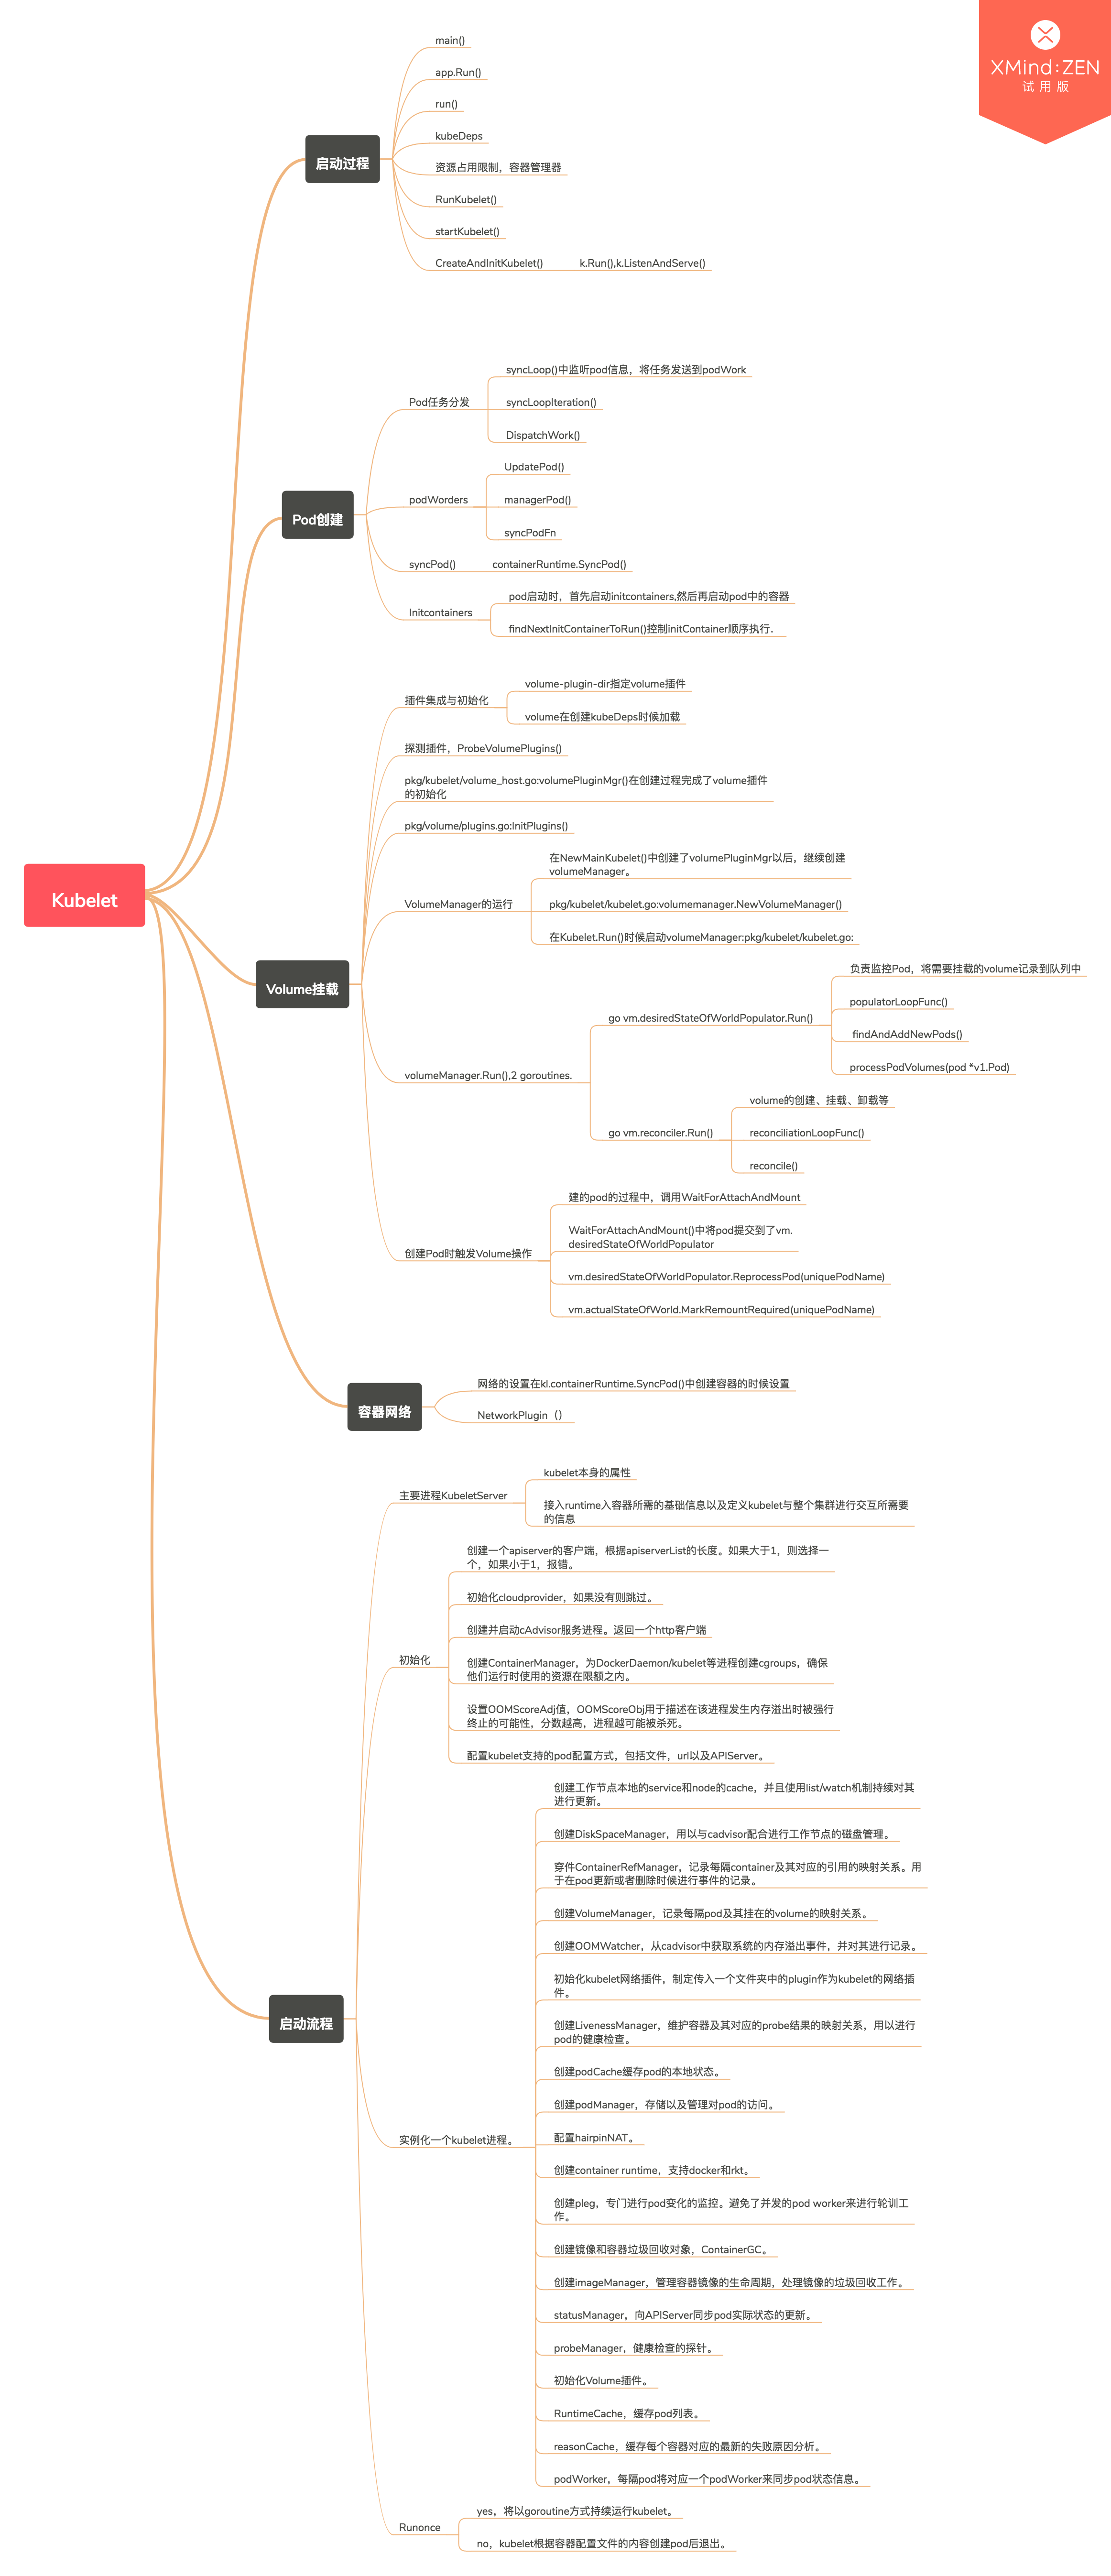 XMind:ZEN
试用版
Kubelet
启动过程
main()
app.Run()
run()
kubeDeps
资源占用限制，容器管理器
RunKubelet()
startKubelet()
CreateAndInitKubelet()
k.Run(),k.ListenAndServe()
Pod创建
Pod任务分发
syncLoop()中监听pod信息，将任务发送到podWork
syncLoopIteration()
DispatchWork()
podWorders
UpdatePod()
managerPod()
syncPodFn
syncPod()
containerRuntime.SyncPod()
Initcontainers
pod启动时，首先启动initcontainers,然后再启动pod中的容器
findNextInitContainerToRun()控制initContainer顺序执行.
Volume挂载
插件集成与初始化
volume-plugin-dir指定volume插件
volume在创建kubeDeps时候加载
探测插件，ProbeVolumePlugins()
pkg/kubelet/volume_host.go:volumePluginMgr()在创建过程完成了volume插件
的初始化
pkg/volume/plugins.go:InitPlugins()
VolumeManager的运行
在NewMainKubelet()中创建了volumePluginMgr以后，继续创建
volumeManager。
pkg/kubelet/kubelet.go:volumemanager.NewVolumeManager()
在Kubelet.Run()时候启动volumeManager:pkg/kubelet/kubelet.go:
volumeManager.Run(),2 goroutines.
go vm.desiredStateOfWorldPopulator.Run()
负责监控Pod，将需要挂载的volume记录到队列中
populatorLoopFunc()
findAndAddNewPods()
processPodVolumes(pod *v1.Pod)
go vm.reconciler.Run()
volume的创建、挂载、卸载等
reconciliationLoopFunc()
reconcile()
创建Pod时触发Volume操作
建的pod的过程中，调用WaitForAttachAndMount
WaitForAttachAndMount()中将pod提交到了vm.
desiredStateOfWorldPopulator
vm.desiredStateOfWorldPopulator.ReprocessPod(uniquePodName)
vm.actualStateOfWorld.MarkRemountRequired(uniquePodName)
容器网络
网络的设置在kl.containerRuntime.SyncPod()中创建容器的时候设置
NetworkPlugin（）
启动流程
主要进程KubeletServer
kubelet本身的属性
接入runtime入容器所需的基础信息以及定义kubelet与整个集群进行交互所需要
的信息
初始化
创建一个apiserver的客户端，根据apiserverList的长度。如果大于1，则选择一
个，如果小于1，报错。
初始化cloudprovider，如果没有则跳过。
创建并启动cAdvisor服务进程。返回一个http客户端
创建ContainerManager，为DockerDaemon/kubelet等进程创建cgroups，确保
他们运行时使用的资源在限额之内。
设置OOMScoreAdj值，OOMScoreObj用于描述在该进程发生内存溢出时被强行
终止的可能性，分数越高，进程越可能被杀死。
配置kubelet支持的pod配置方式，包括文件，url以及APIServer。
实例化一个kubelet进程。
创建工作节点本地的service和node的cache，并且使用list/watch机制持续对其
进行更新。
创建DiskSpaceManager，用以与cadvisor配合进行工作节点的磁盘管理。
穿件ContainerRefManager，记录每隔container及其对应的引用的映射关系。用
于在pod更新或者删除时候进行事件的记录。
创建VolumeManager，记录每隔pod及其挂在的volume的映射关系。
创建OOMWatcher，从cadvisor中获取系统的内存溢出事件，并对其进行记录。
初始化kubelet网络插件，制定传入一个文件夹中的plugin作为kubelet的网络插
件。
创建LivenessManager，维护容器及其对应的probe结果的映射关系，用以进行
pod的健康检查。
创建podCache缓存pod的本地状态。
创建podManager，存储以及管理对pod的访问。
配置hairpinNAT。
创建container runtime，支持docker和rkt。
创建pleg，专门进行pod变化的监控。避免了并发的pod worker来进行轮训工
作。
创建镜像和容器垃圾回收对象，ContainerGC。
创建imageManager，管理容器镜像的生命周期，处理镜像的垃圾回收工作。
statusManager，向APIServer同步pod实际状态的更新。
probeManager，健康检查的探针。
初始化Volume插件。
RuntimeCache，缓存pod列表。
reasonCache，缓存每个容器对应的最新的失败原因分析。
podWorker，每隔pod将对应一个podWorker来同步pod状态信息。
Runonce
yes，将以goroutine方式持续运行kubelet。
no，kubelet根据容器配置文件的内容创建pod后退出。